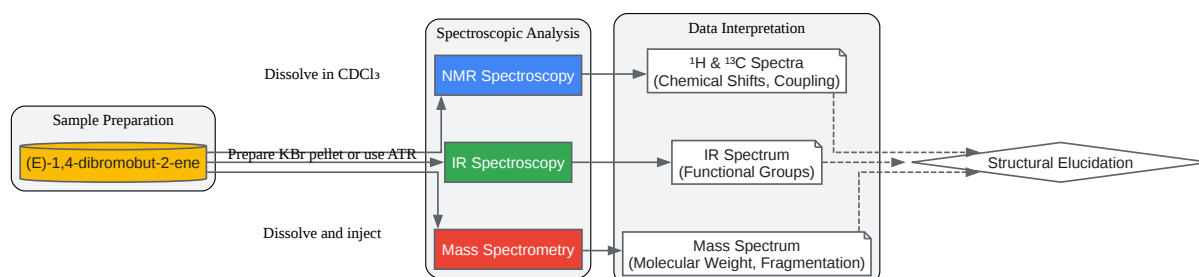 Sample Preparation
(E)-1,4-dibromobut-2-ene
Dissolve in CDCl₃
Prepare KBr pellet or use ATR
Dissolve and inject
Spectroscopic Analysis
NMR Spectroscopy
IR Spectroscopy
Mass Spectrometry
Data Interpretation
¹H & ¹³C Spectra
(Chemical Shifts, Coupling)
IR Spectrum
(Functional Groups)
Mass Spectrum
(Molecular Weight, Fragmentation)
Structural Elucidation